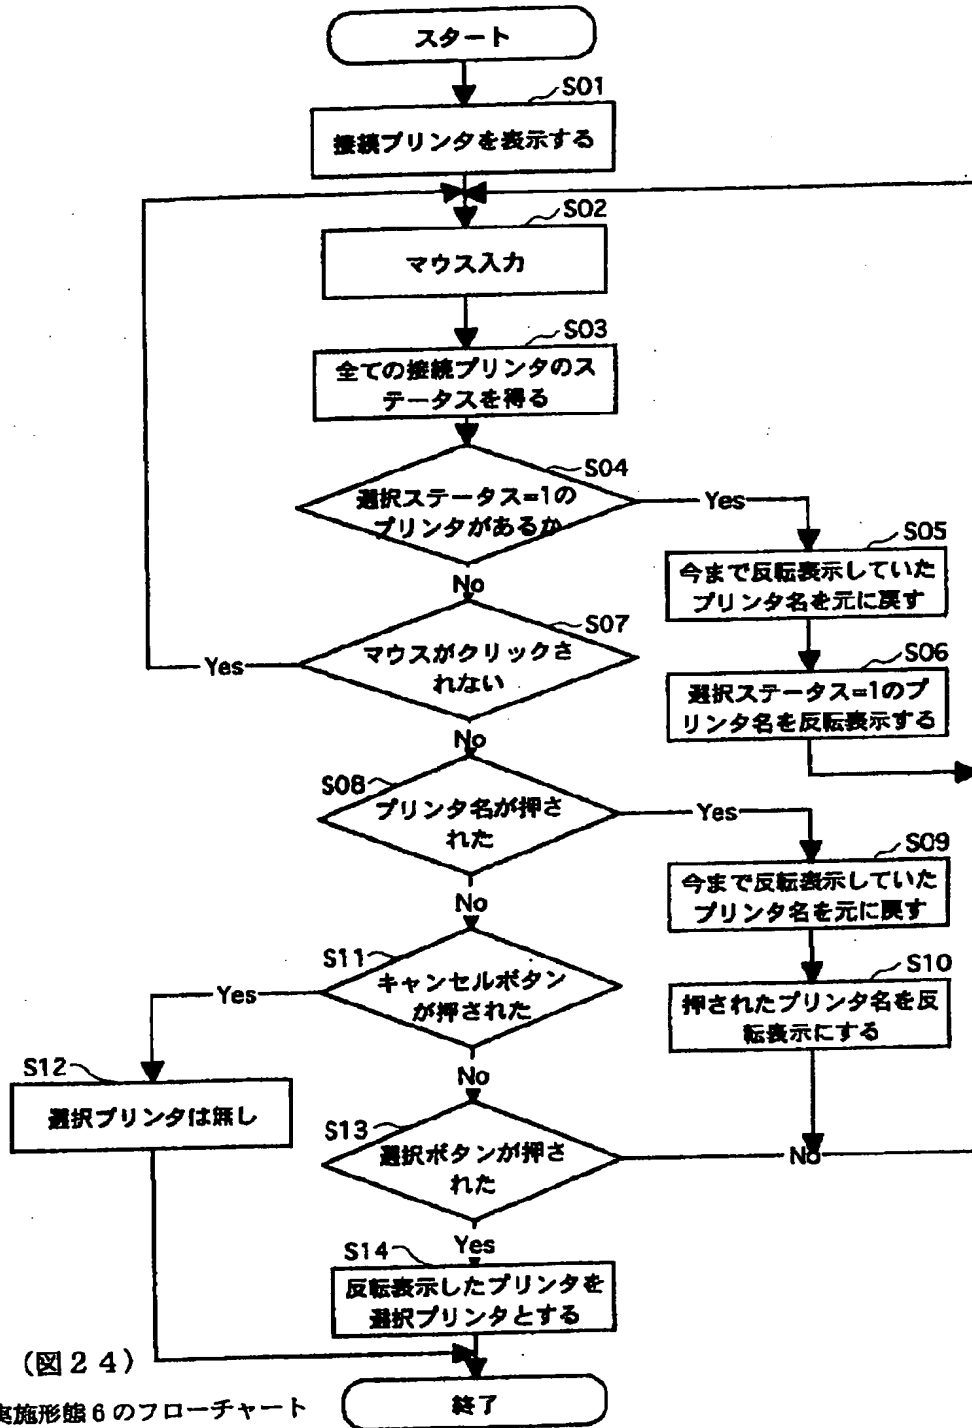 スタート
S01
接続プリンタを表示する
S02
マウス入力
S03
全ての接続プリンタのス
テータスを得る
S04
選択ステータス=1の
プリンタがあるか
Yes
No
S05
今まで反転表示していた
プリンタ名を元に戻す
S06
選択ステータス=1のプ
リンタ名を反転表示する
S07
マウスがクリックさ
れない
Yes
No
S08
プリンタ名が押さ
れた
Yes
No
S09
今まで反転表示していた
プリンタ名を元に戻す
S10
押されたプリンタ名を反
転表示にする
S11
キャンセルボタン
が押された
Yes
No
S12
選択プリンタは無し
S13
選択ボタンが押さ
れた
No
Yes
S14
反転表示したプリンタを
選択プリンタとする
終了
(図24)
実施形態6のフローチャート